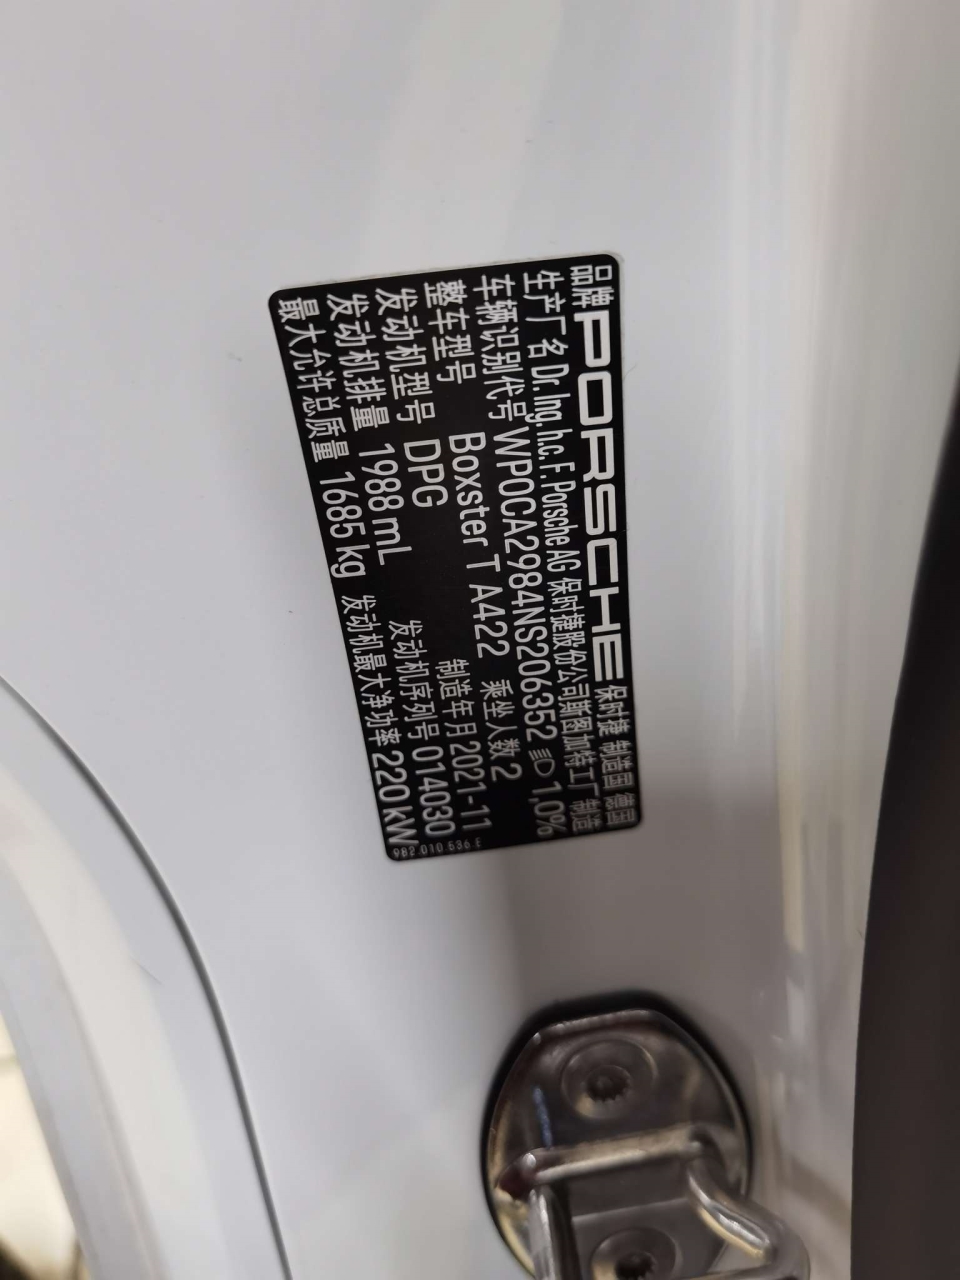 品牌 PORSCHE 保时捷 制造国 德国
生产厂名 Dr. Ing. h.c. F. Porsche AG 保时捷股份公司斯图加特工厂 制造
车辆识别代号 WP0CA2984NS206352 1,0%
整车型号 Boxster T A422 乘坐人数 2
发动机型号 DPG 制造年月 2021-11
发动机排量 1988 mL 发动机序列号 014030
最大允许总质量 1685 kg 发动机最大净功率 220 kW
982.010.536.E